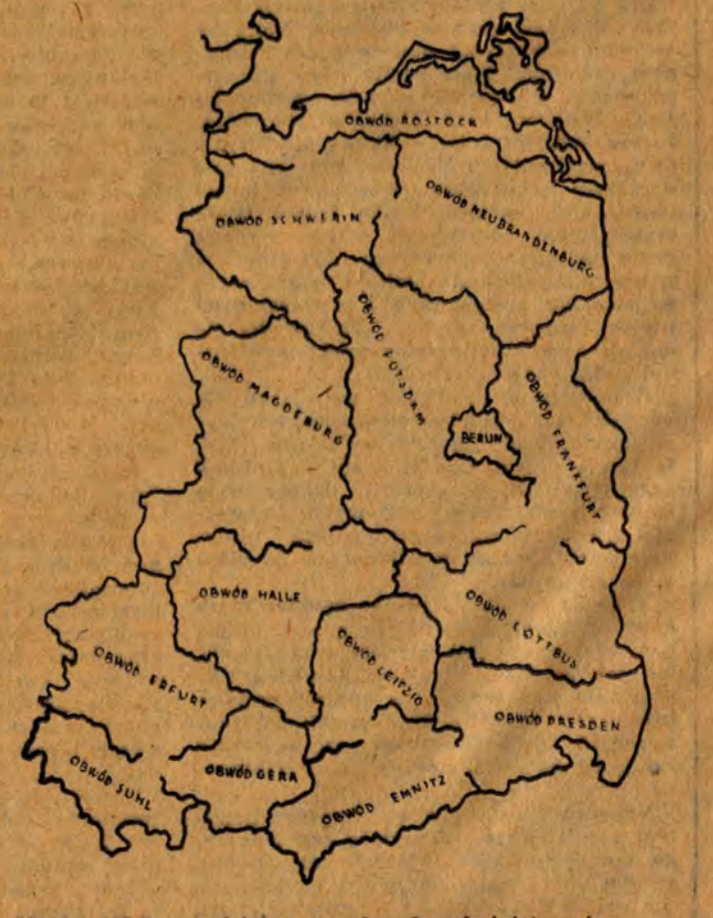 OBWÓD ROSTOCK
OBWÓD SCHWERIN
OBWÓD NEUBRANDENBURG
OBWÓD POTSDAM
OBWÓD MAGDEBURG
OBWÓD FRANKFURT
BERLIN
OBWÓD HALLE
OBWÓD COTTBUS
OBWÓD LEIPZIG
OBWÓD ERFURT
OBWÓD DRESDEN
OBWÓD GERA
OBWÓD SUHL
OBWÓD EMNITZ